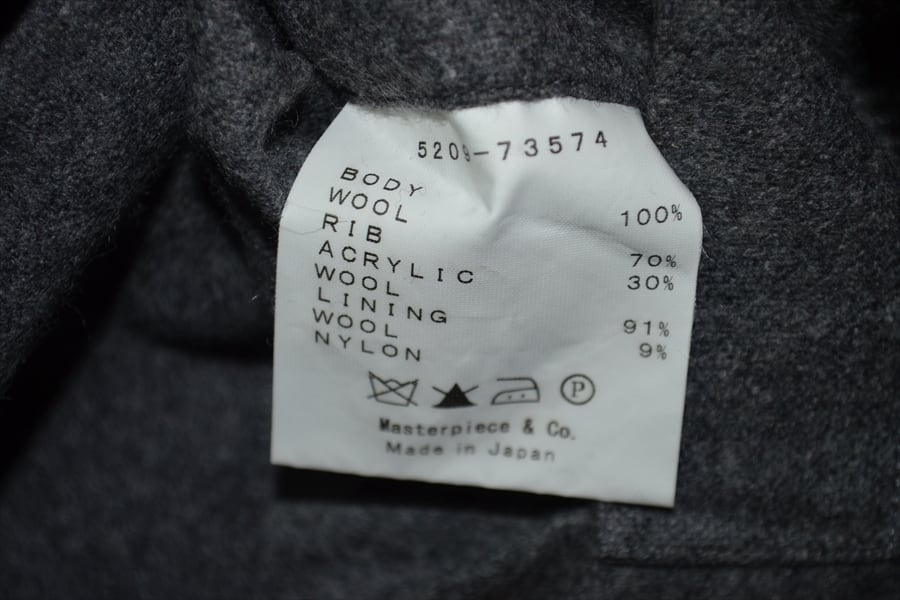 5209-73574
BODY
WOOL 100%
RIB
ACRYLIC 70%
WOOL 30%
LINING
WOOL 91%
NYLON 9%
P
Masterpiece & Co.
Made in Japan